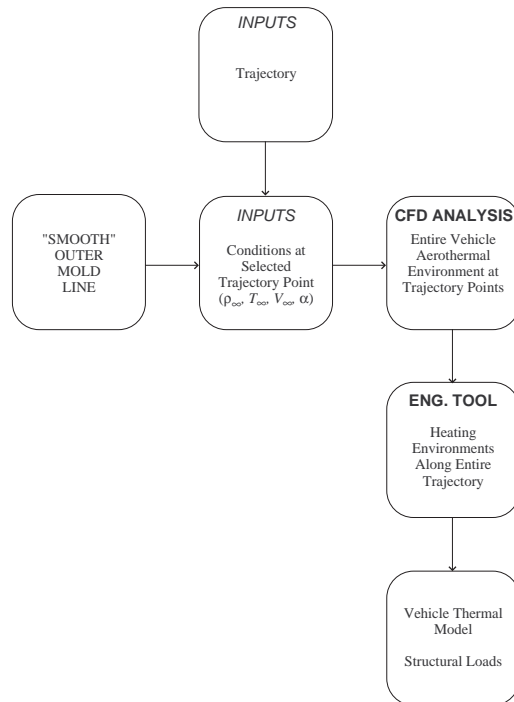 INPUTS
Trajectory
"SMOOTH"
OUTER
MOLD
LINE
INPUTS
Conditions at
Selected
Trajectory Point
(ρ∞, T∞, V∞, α)
CFD ANALYSIS
Entire Vehicle
Aerothermal
Environment at
Trajectory Points
ENG. TOOL
Heating
Environments
Along Entire
Trajectory
Vehicle Thermal
Model
Structural Loads